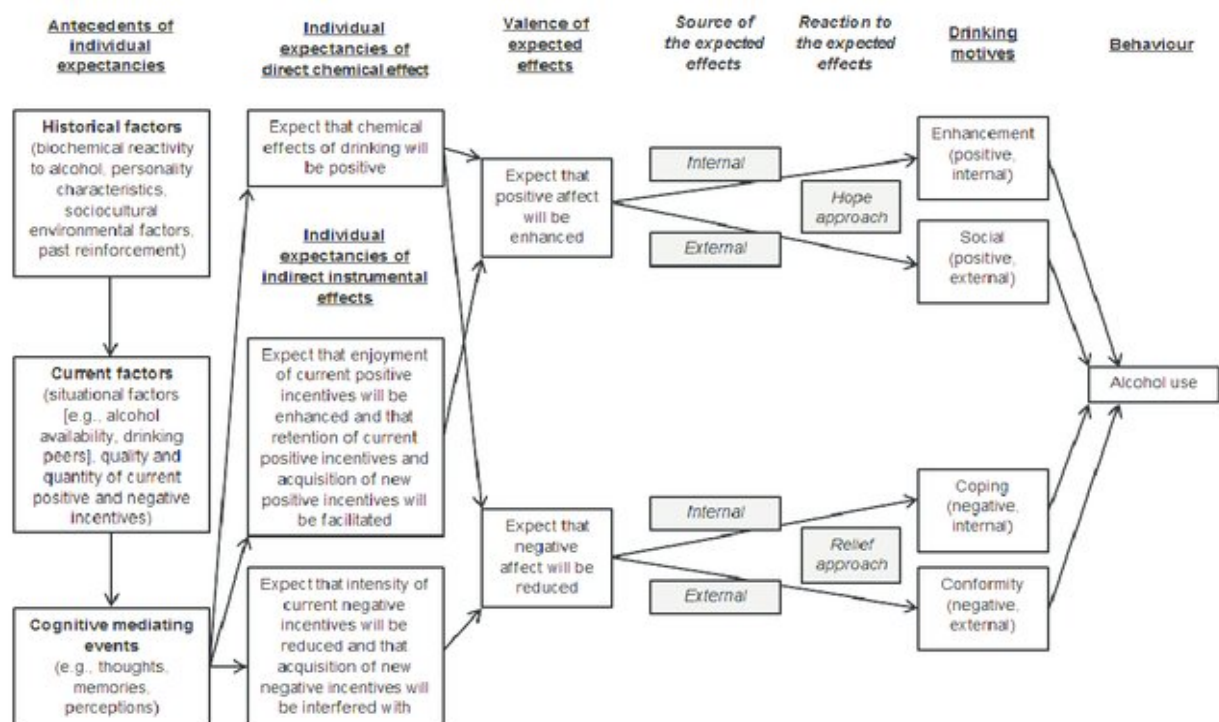 Antecedents of
individual
expectancies
Individual
expectancies of
direct chemical effect
Valence of
expected
effects
Source of
the expected
effects
Reaction to
the expected
effects
Drinking
motives
Behaviour
Historical factors
(biochemical reactivity
to alcohol, personality
characteristics,
sociocultural
environmental factors,
past reinforcement)
Current factors
(situational factors
[e.g., alcohol
availability, drinking
peers], quality and
quantity of current
positive and negative
incentives)
Cognitive mediating
events
(e.g., thoughts,
memories,
perceptions)
Expect that chemical
effects of drinking will
be positive
Individual
expectancies of
indirect instrumental
effects
Expect that enjoyment
of current positive
incentives will be
enhanced and that
retention of current
positive incentives and
acquisition of new
positive incentives will
be facilitated
Expect that intensity of
current negative
incentives will be
reduced and that
acquisition of new
negative incentives will
be interfered with
Expect that
positive affect
will be
enhanced
Expect that
negative
affect will be
reduced
Internal
External
Hope
approach
Internal
External
Relief
approach
Enhancement
(positive,
internal)
Social
(positive,
external)
Coping
(negative,
internal)
Conformity
(negative,
external)
Alcohol use